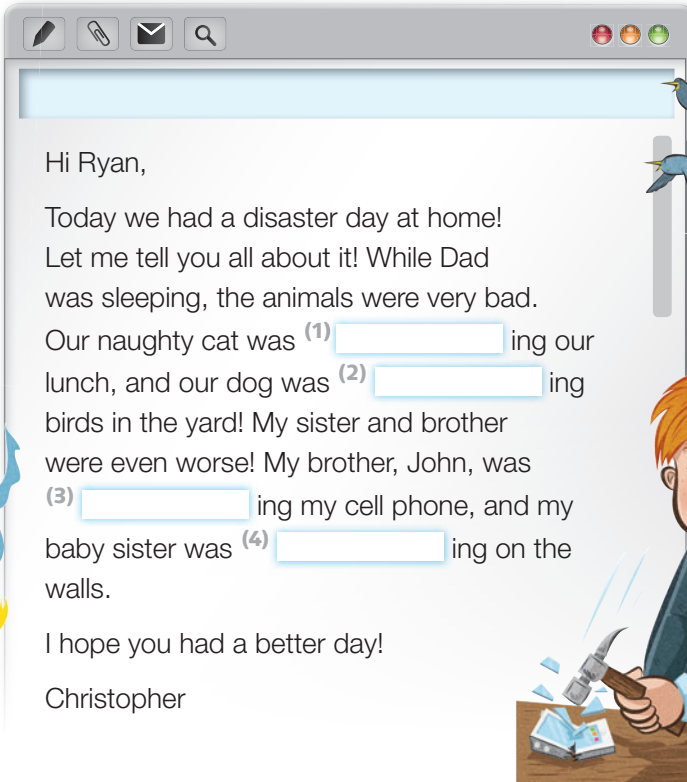 Hi Ryan,
Today we had a disaster day at home!
Let me tell you all about it! While Dad
was sleeping, the animals were very bad.
Our naughty cat was (1) ing our
lunch, and our dog was (2) ing
birds in the yard! My sister and brother
were even worse! My brother, John, was
(3) ing my cell phone, and my
baby sister was (4) ing on the
walls.
I hope you had a better day!
Christopher